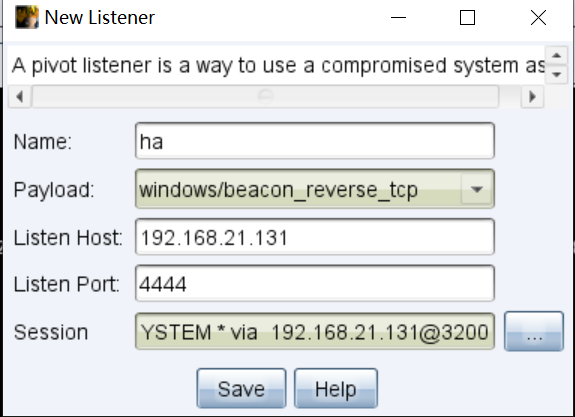 New Listener
A pivot listener is a way to use a compromised system as
Name:
ha
Payload:
windows/beacon_reverse_tcp
Listen Host:
192.168.21.131
Listen Port:
4444
Session
YSTEM * via 192.168.21.131@3200
...
Save
Help